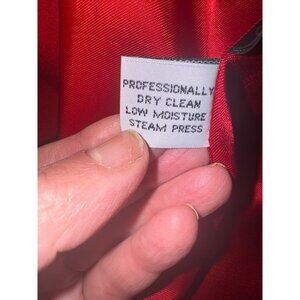 PROFESSIONALLY
DRY CLEAN
LOW MOISTURE
STEAM PRESS